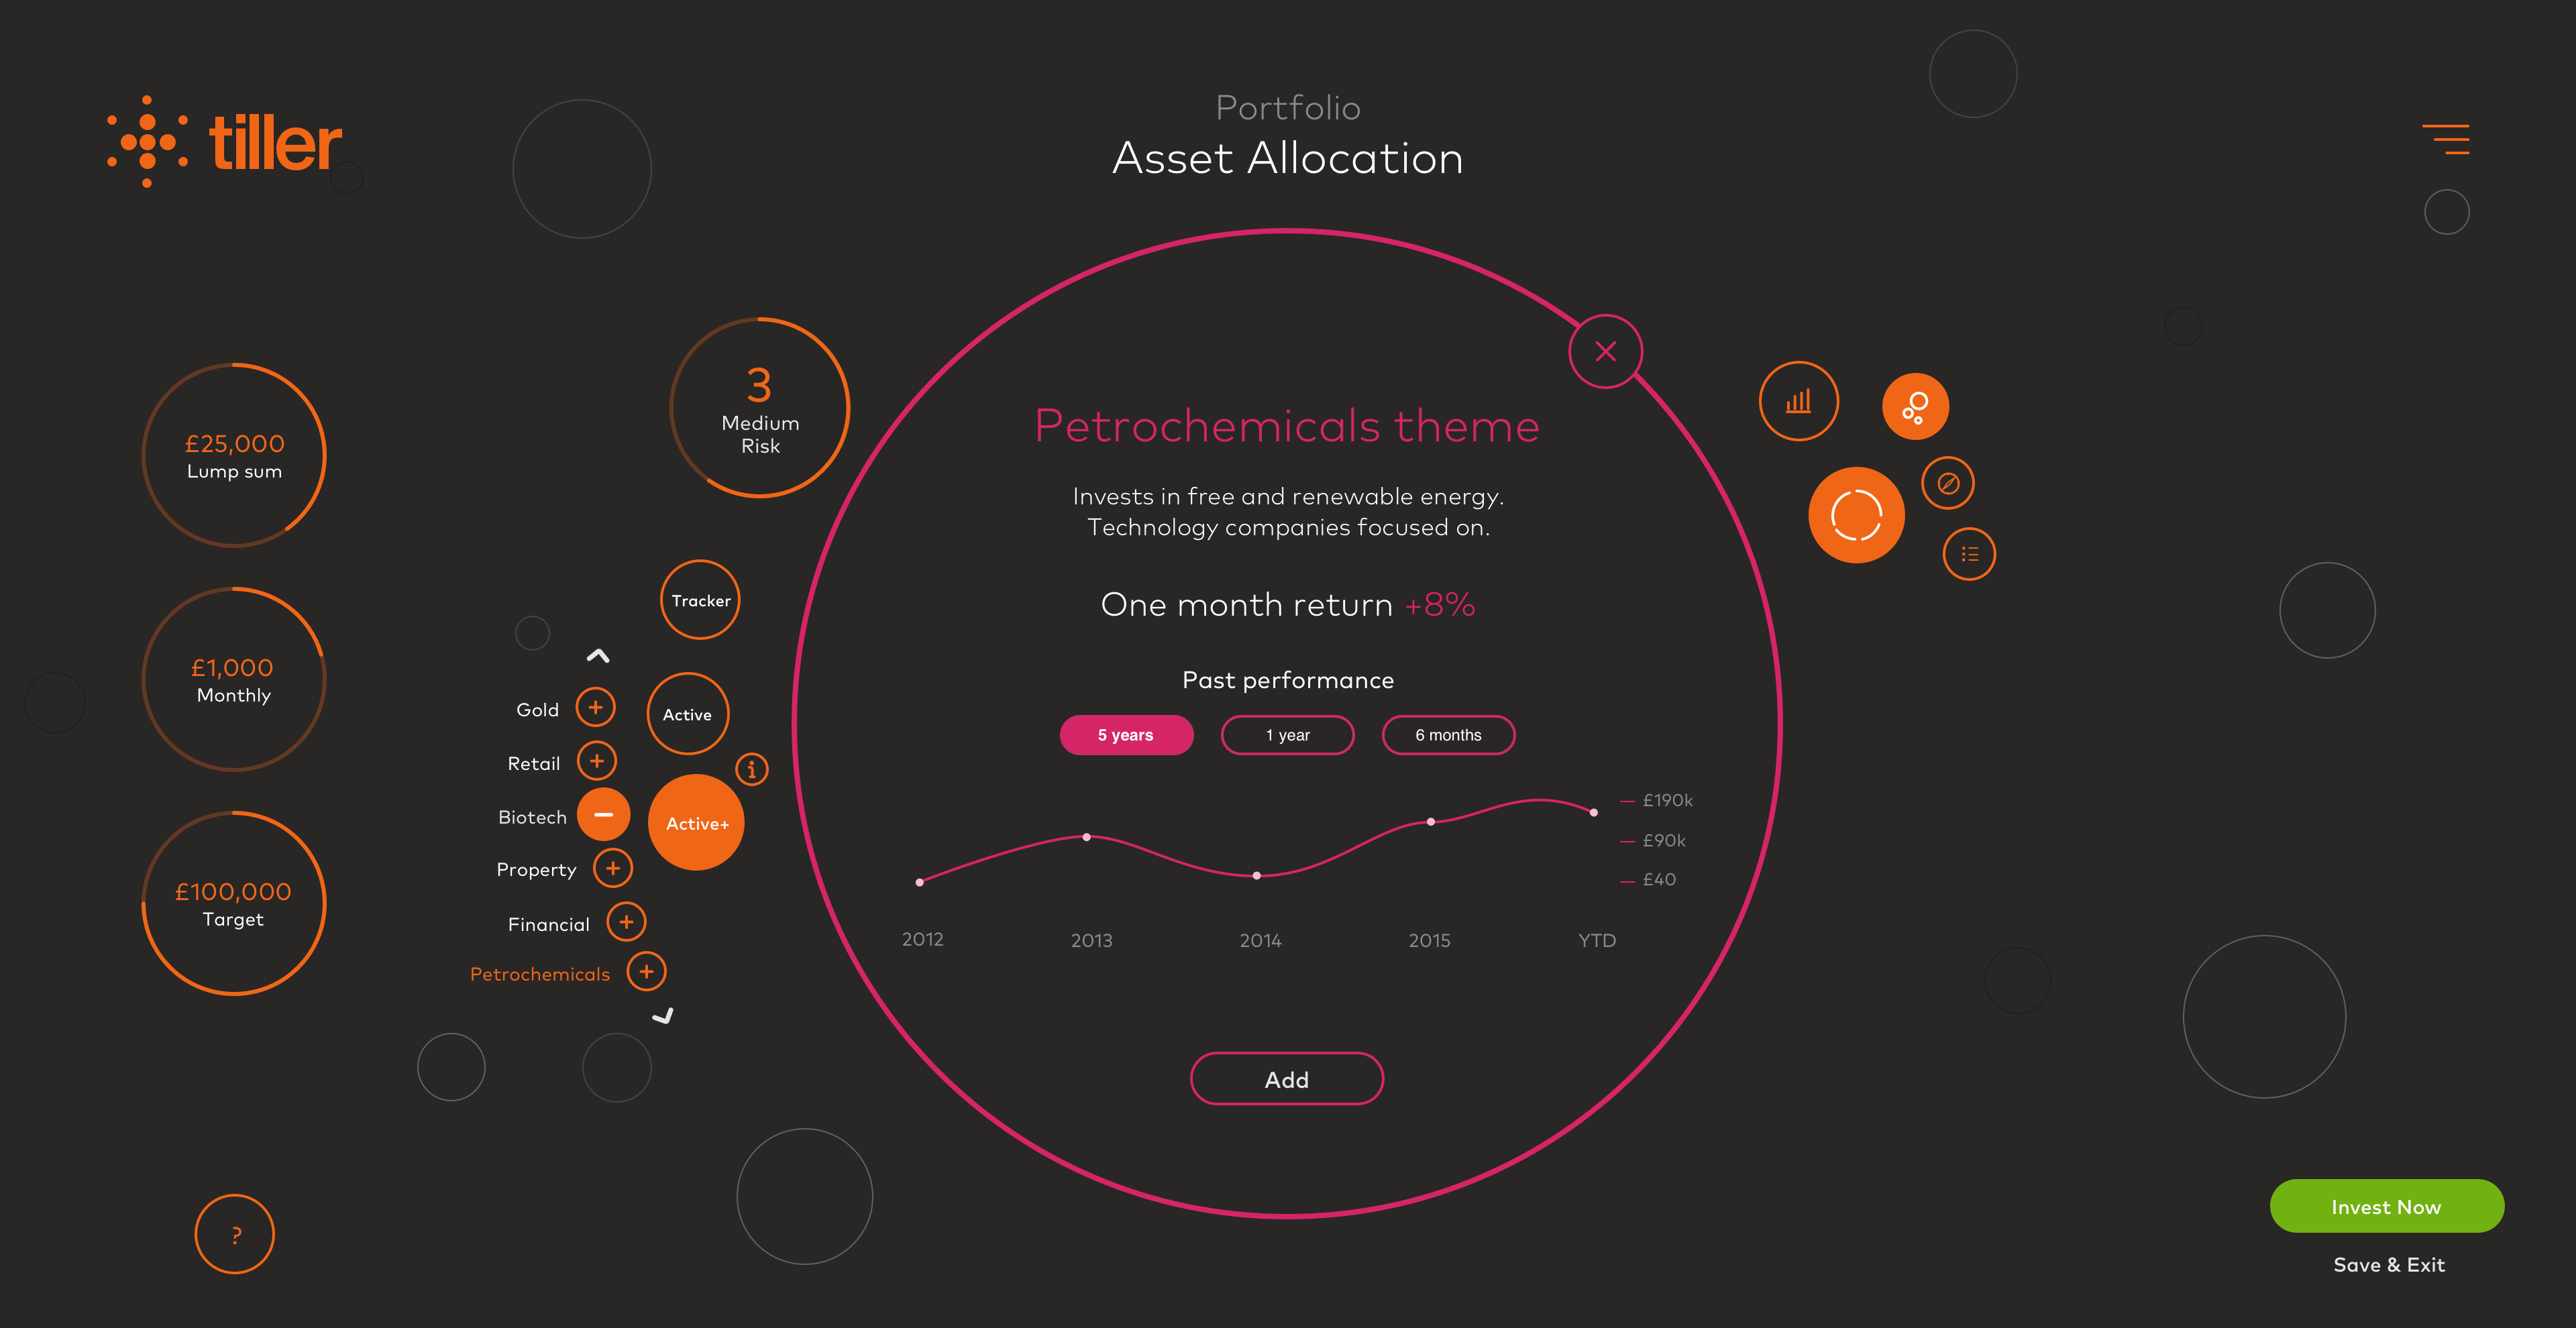 tiller
Portfolio
Asset Allocation
£25,000
Lump sum
£1,000
Monthly
£100,000
Target
?
3
Medium
Risk
Tracker
Active
i
Active+
Gold
Retail
Biotech
Property
Financial
Petrochemicals
Petrochemicals theme
Invests in free and renewable energy.
Technology companies focused on.
One month return +8%
Past performance
5 years
1 year
6 months
£190k
£90k
£40
2012
2013
2014
2015
YTD
Add
Invest Now
Save & Exit